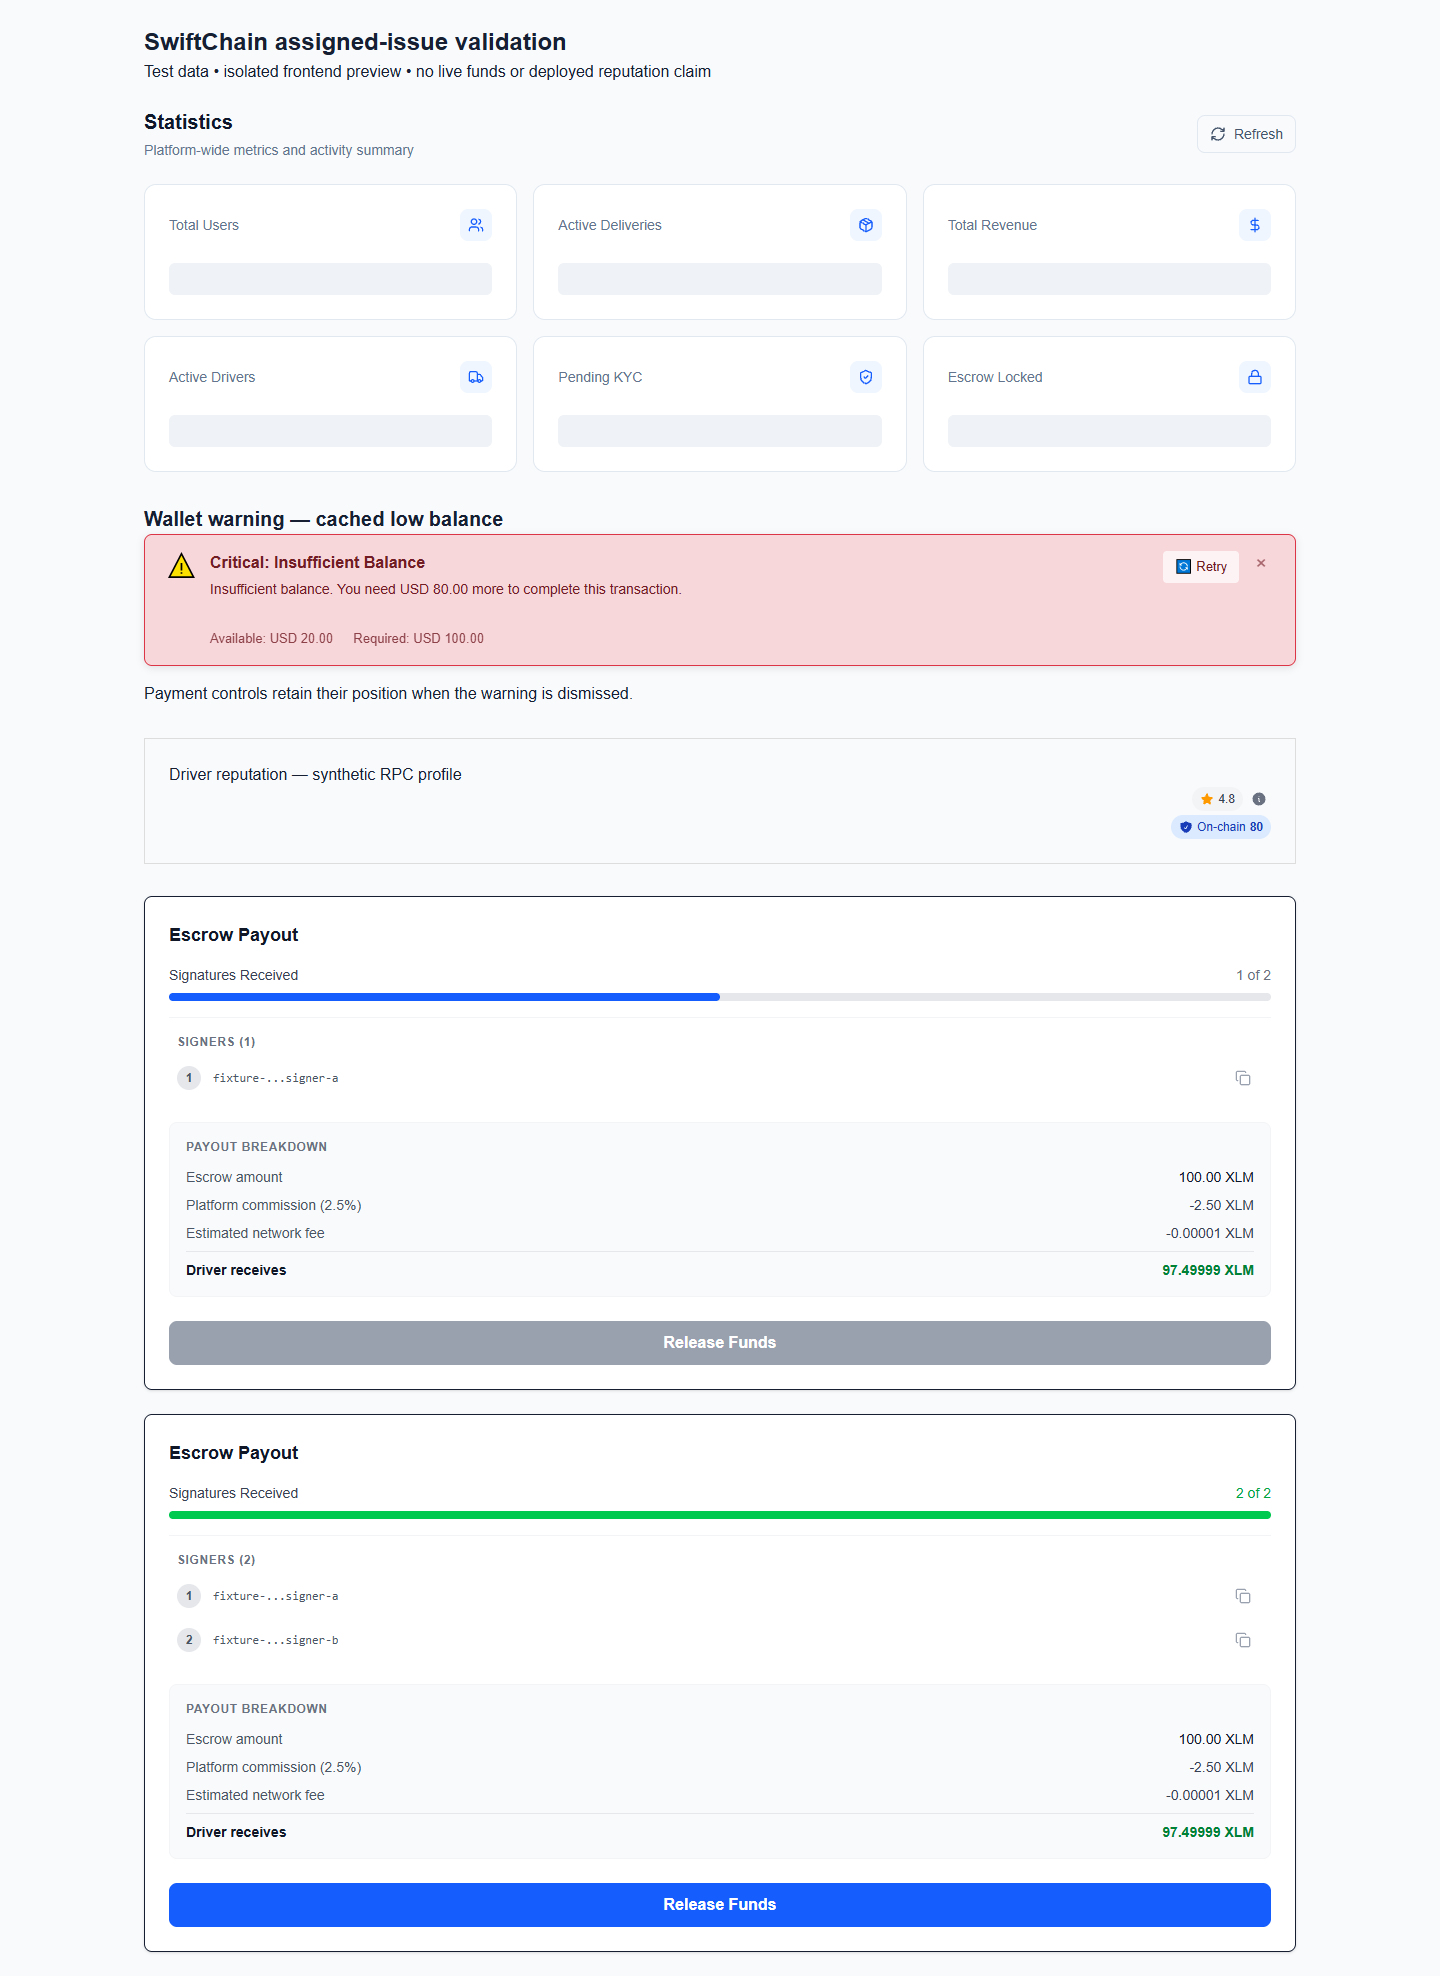 SwiftChain assigned-issue validation
Test data • isolated frontend preview • no live funds or deployed reputation claim
Statistics
Platform-wide metrics and activity summary
Refresh
Total Users
Active Deliveries
Total Revenue
Active Drivers
Pending KYC
Escrow Locked
Wallet warning — cached low balance
Critical: Insufficient Balance
Insufficient balance. You need USD 80.00 more to complete this transaction.
Available: USD 20.00 Required: USD 100.00
Retry ×
Payment controls retain their position when the warning is dismissed.
Driver reputation — synthetic RPC profile
4.8
On-chain 80
Escrow Payout
Signatures Received 1 of 2
SIGNERS (1)
1 fixture-...signer-a
PAYOUT BREAKDOWN
Escrow amount 100.00 XLM
Platform commission (2.5%) -2.50 XLM
Estimated network fee -0.00001 XLM
Driver receives 97.49999 XLM
Release Funds
Escrow Payout
Signatures Received 2 of 2
SIGNERS (2)
1 fixture-...signer-a
2 fixture-...signer-b
PAYOUT BREAKDOWN
Escrow amount 100.00 XLM
Platform commission (2.5%) -2.50 XLM
Estimated network fee -0.00001 XLM
Driver receives 97.49999 XLM
Release Funds